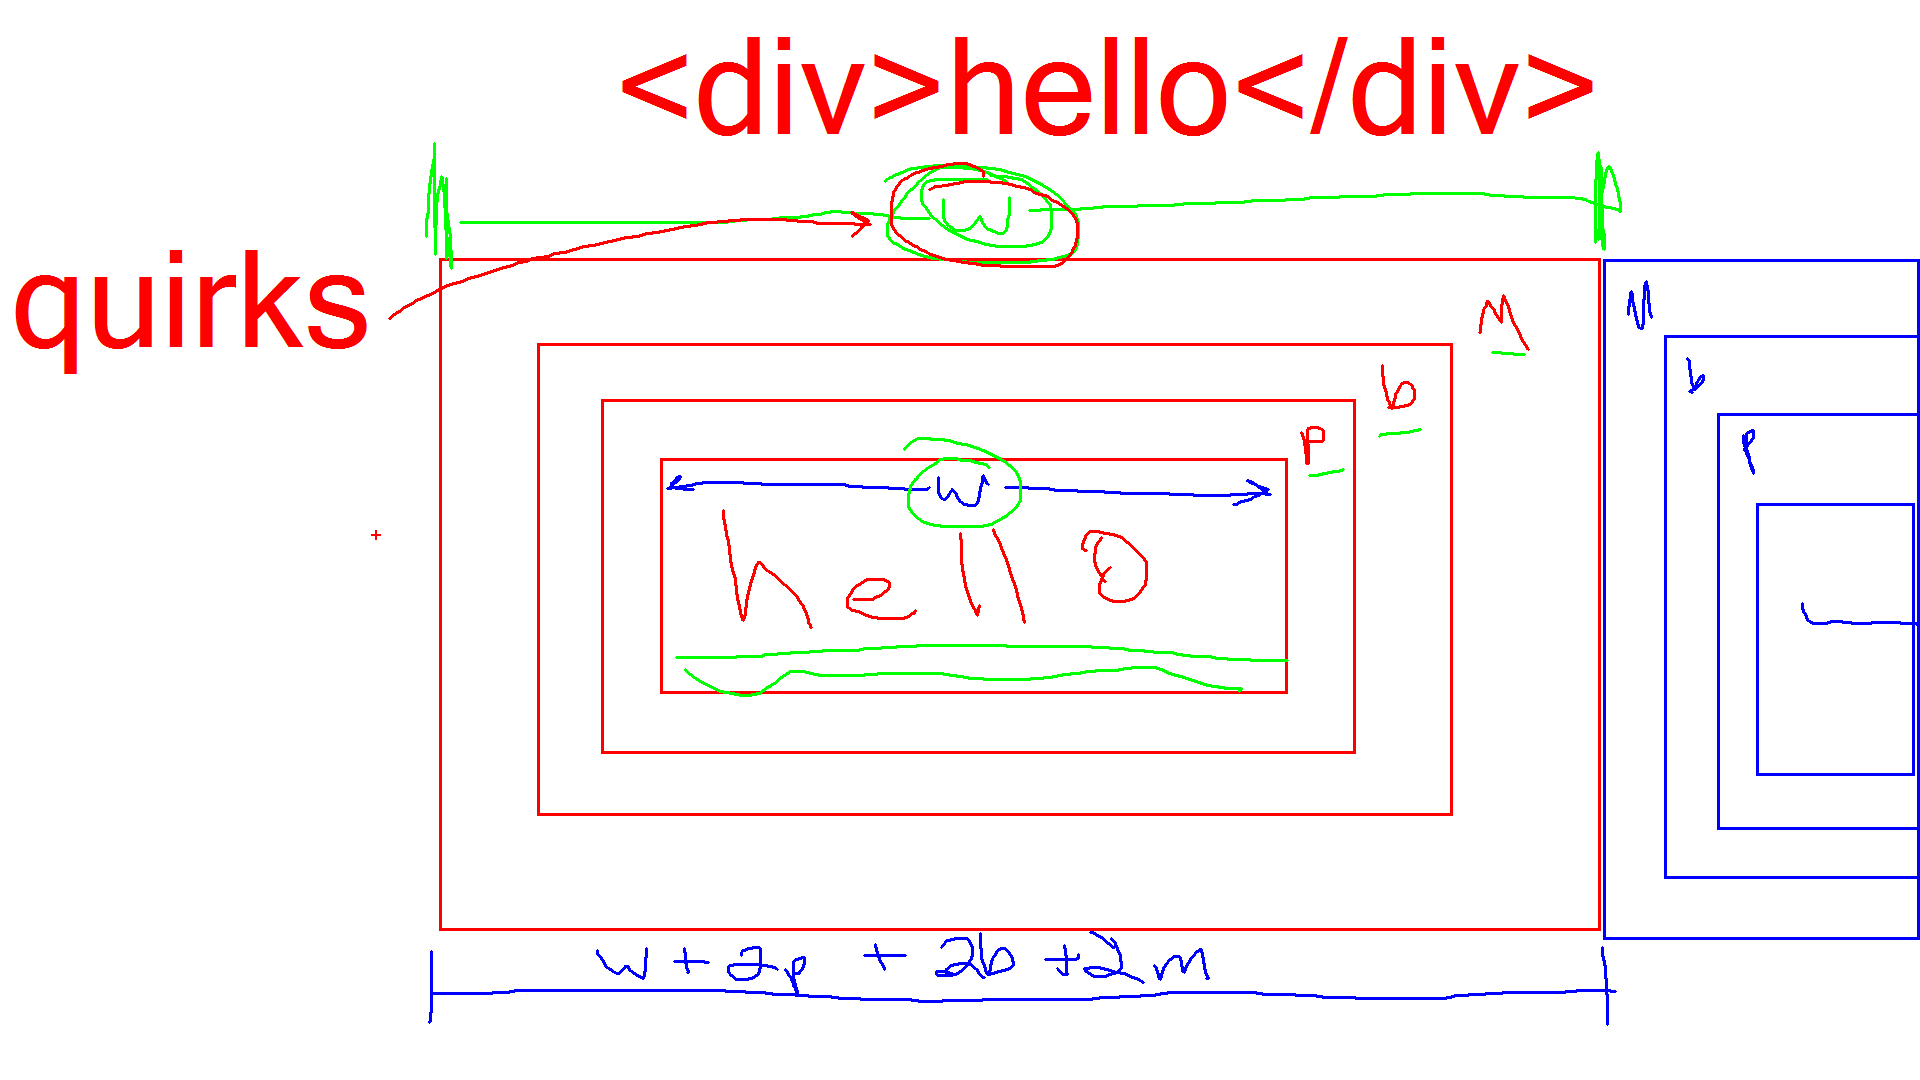 <div>hello</div>
w
quirks
M
M
b
b
p
p
w
hello
w + 2p + 2b + 2m